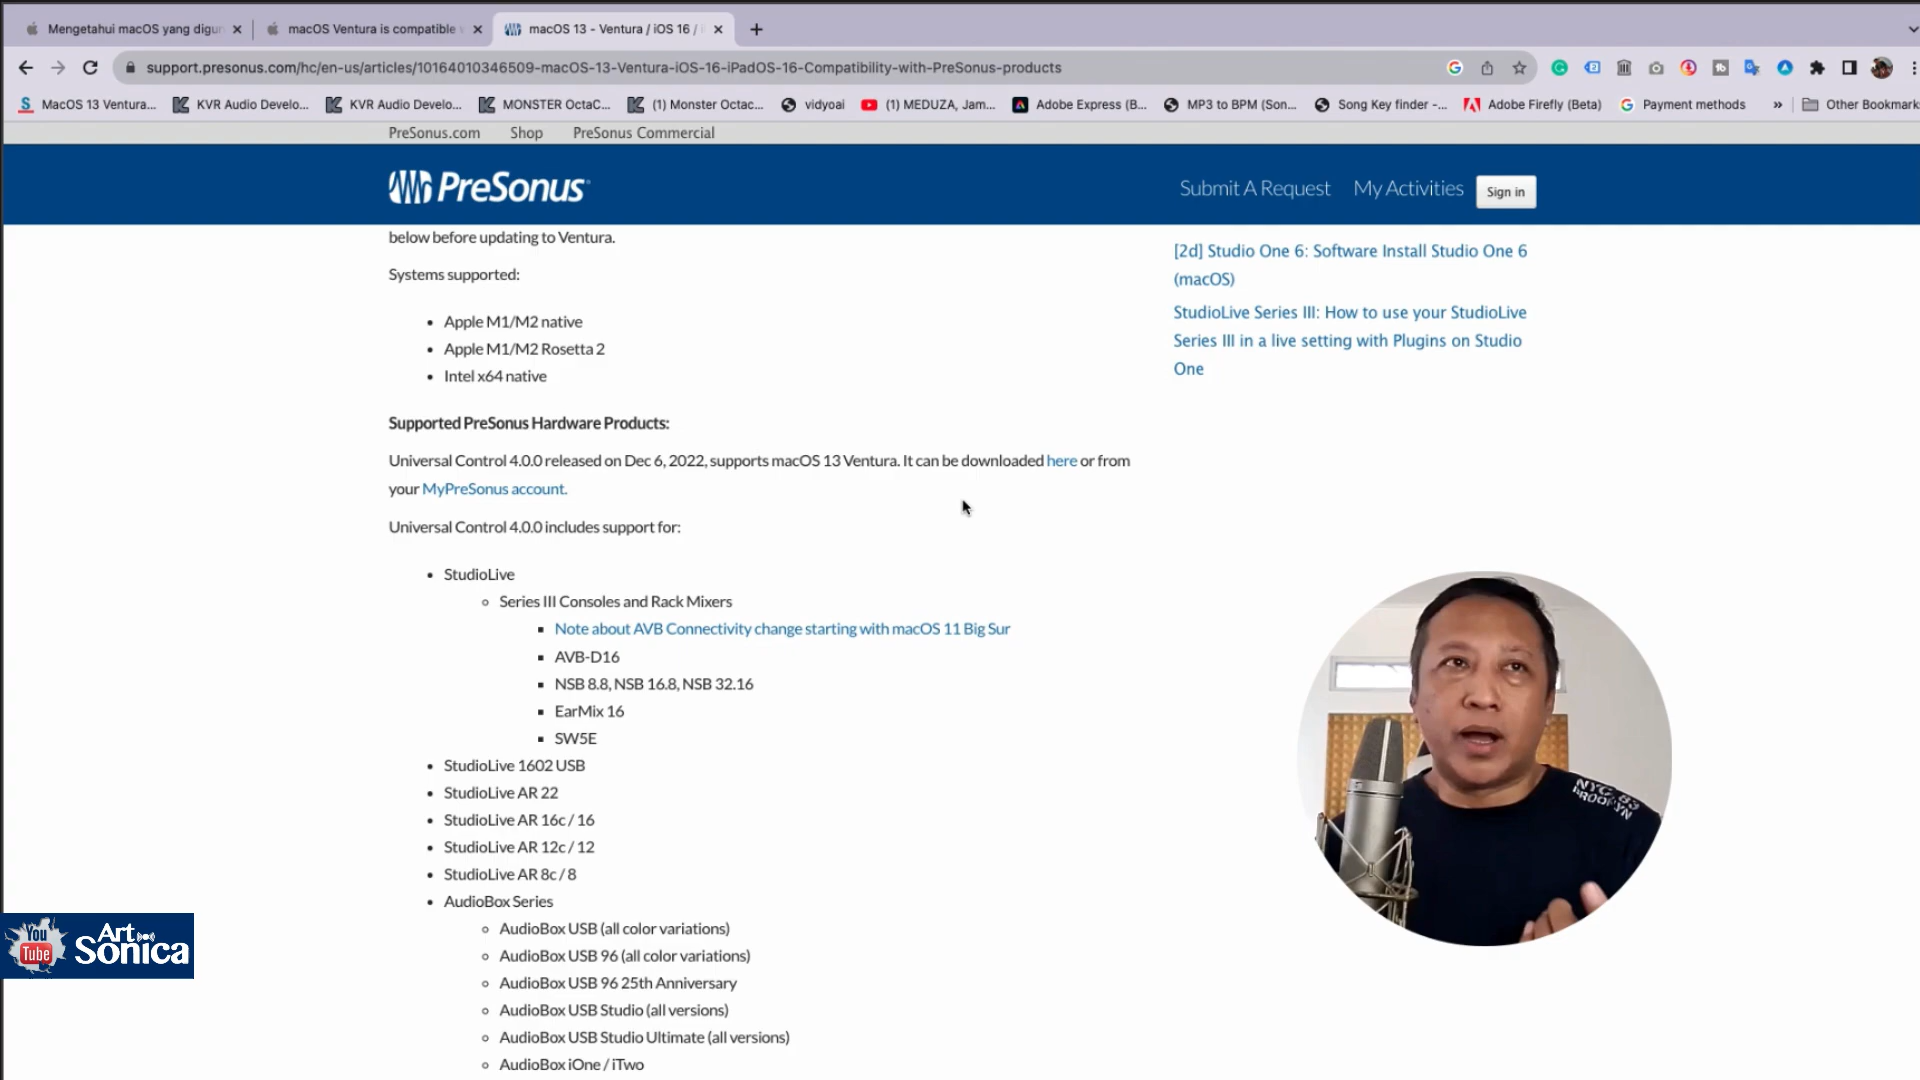 Mengetahui macOS yang digun
macOS Ventura is compatible
macOS 13 - Ventura / iOS 16 /
support.presonus.com/hc/en-us/articles/10164010346509-macOS-13-Ventura-iOS-16-iPadOS-16-Compatibility-with-PreSonus-products
MacOS 13 Ventura...
KVR Audio Develo...
KVR Audio Develo...
MONSTER OctaC...
(1) Monster Octac...
vidyoai
(1) MEDUZA, Jam...
Adobe Express (B...
MP3 to BPM (Son...
Song Key finder -...
Adobe Firefly (Beta)
Payment methods
»
Other Bookmark
PreSonus.com
Shop
PreSonus Commercial
PreSonus
Submit A Request
My Activities
Sign in
below before updating to Ventura.
Systems supported:
• Apple M1/M2 native
• Apple M1/M2 Rosetta 2
• Intel x64 native
Supported PreSonus Hardware Products:
Universal Control 4.0.0 released on Dec 6, 2022, supports macOS 13 Ventura. It can be downloaded here or from
your MyPreSonus account.
Universal Control 4.0.0 includes support for:
• StudioLive
Series III Consoles and Rack Mixers
Note about AVB Connectivity change starting with macOS 11 Big Sur
AVB-D16
NSB 8.8, NSB 16.8, NSB 32.16
EarMix 16
SW5E
• StudioLive 1602 USB
• StudioLive AR 22
• StudioLive AR 16c / 16
• StudioLive AR 12c / 12
• StudioLive AR 8c / 8
• AudioBox Series
AudioBox USB (all color variations)
AudioBox USB 96 (all color variations)
AudioBox USB 96 25th Anniversary
AudioBox USB Studio (all versions)
AudioBox USB Studio Ultimate (all versions)
AudioBox iOne / iTwo
[2d] Studio One 6: Software Install Studio One 6
(macOS)
StudioLive Series III: How to use your StudioLive
Series III in a live setting with Plugins on Studio
One
NYC 83
BROOKLYN
You
Tube
Art
Sonica